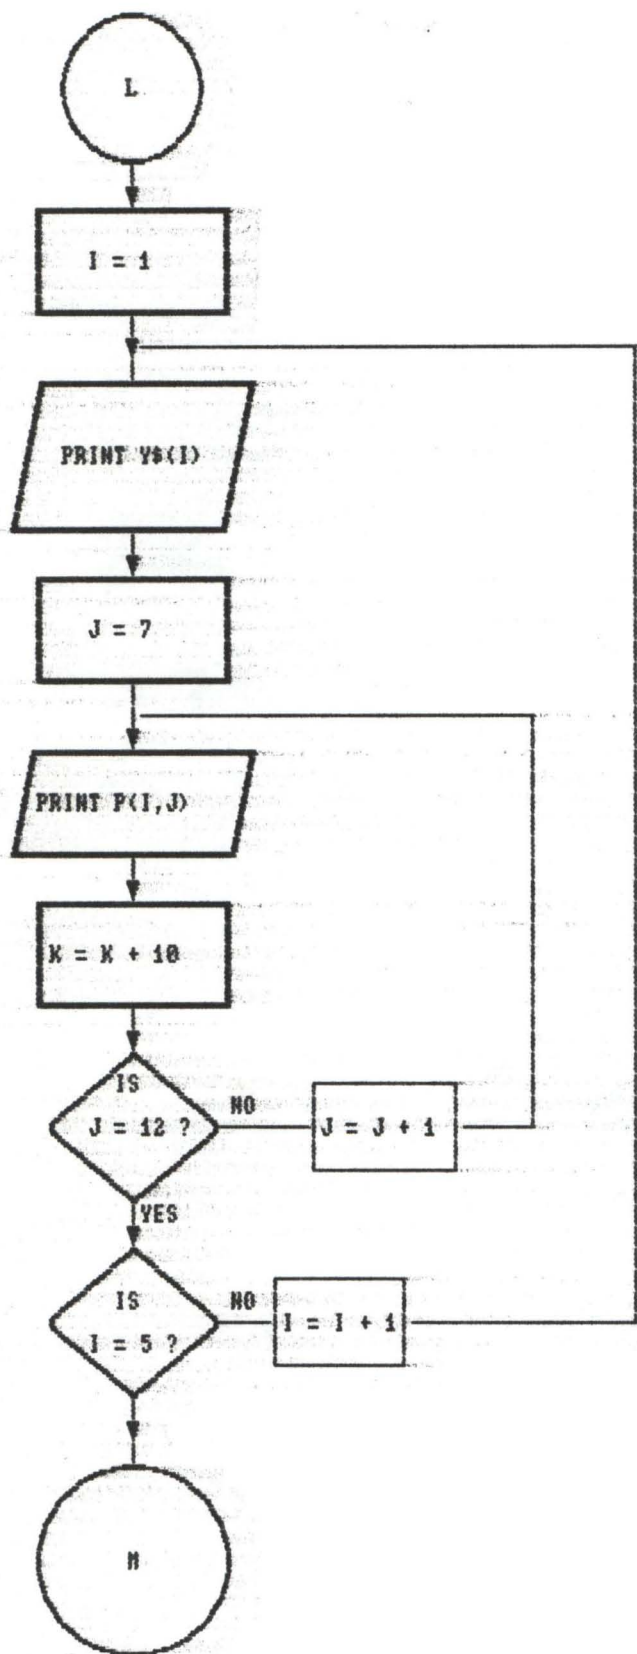 L
I = 1
PRINT Y$(I)
J = 7
PRINT P(I,J)
K = K + 10
IS
J = 12 ?
NO
J = J + 1
YES
IS
I = 5 ?
NO
I = I + 1
M